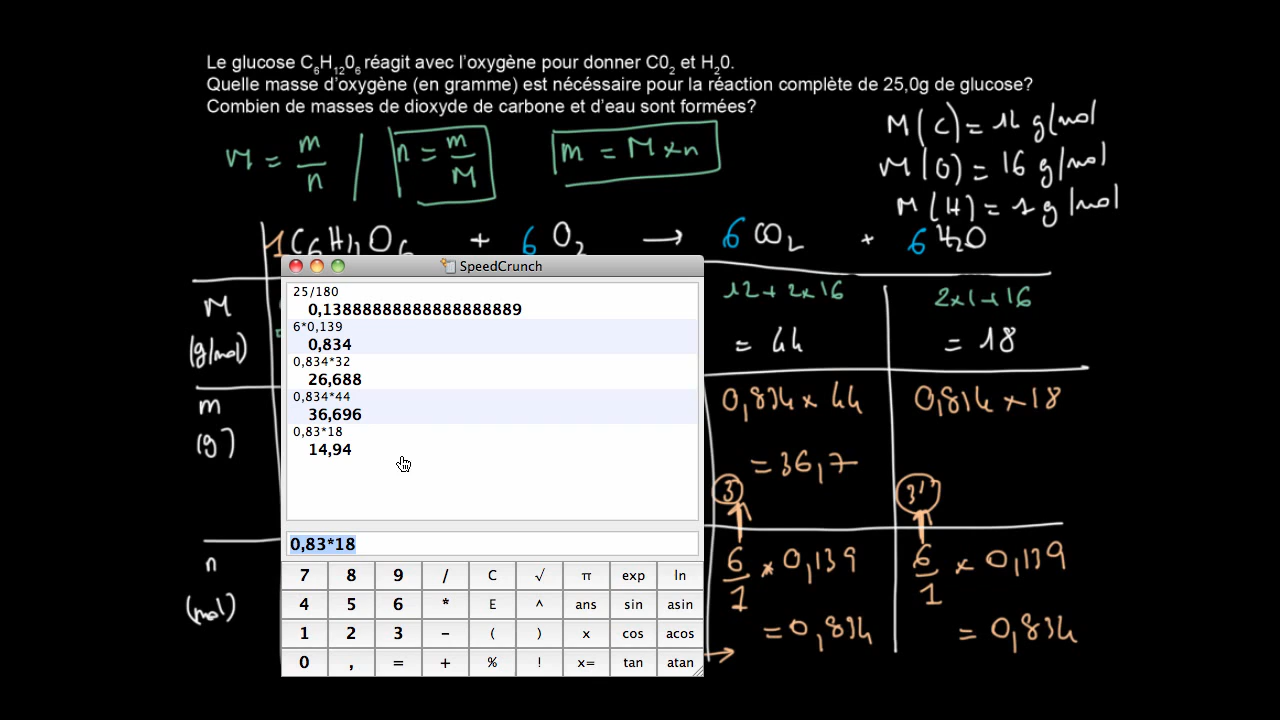 Le glucose C6H1206 réagit avec l'oxygène pour donner C02 et H20.
Quelle masse d'oxygène (en gramme) est nécéssaire pour la réaction complète de 25,0g de glucose?
Combien de masses de dioxyde de carbone et d'eau sont formées?
M = m/n | n = m/M m = M×n
M(C) = 12 g/mol
M(O) = 16 g/mol
M(H) = 1 g/mol
1 C6H12O6 + 6 O2 → 6 CO2 + 6 H2O
M
(g/mol)
12 + 2×16
= 44
2×1+16
= 18
m
(g)
0,834 × 44
= 36,7
0,834 × 18
3
3'
n
(mol)
6/1 × 0,139
= 0,834
6/1 × 0,139
= 0,834
SpeedCrunch
25/180
0,13888888888888888889
6*0,139
0,834
0,834*32
26,688
0,834*44
36,696
0,83*18
14,94
0,83*18
7 8 9 / C √ π exp ln
4 5 6 * E ^ ans sin asin
1 2 3 − ( ) x cos acos
0 , = + % ! x= tan atan